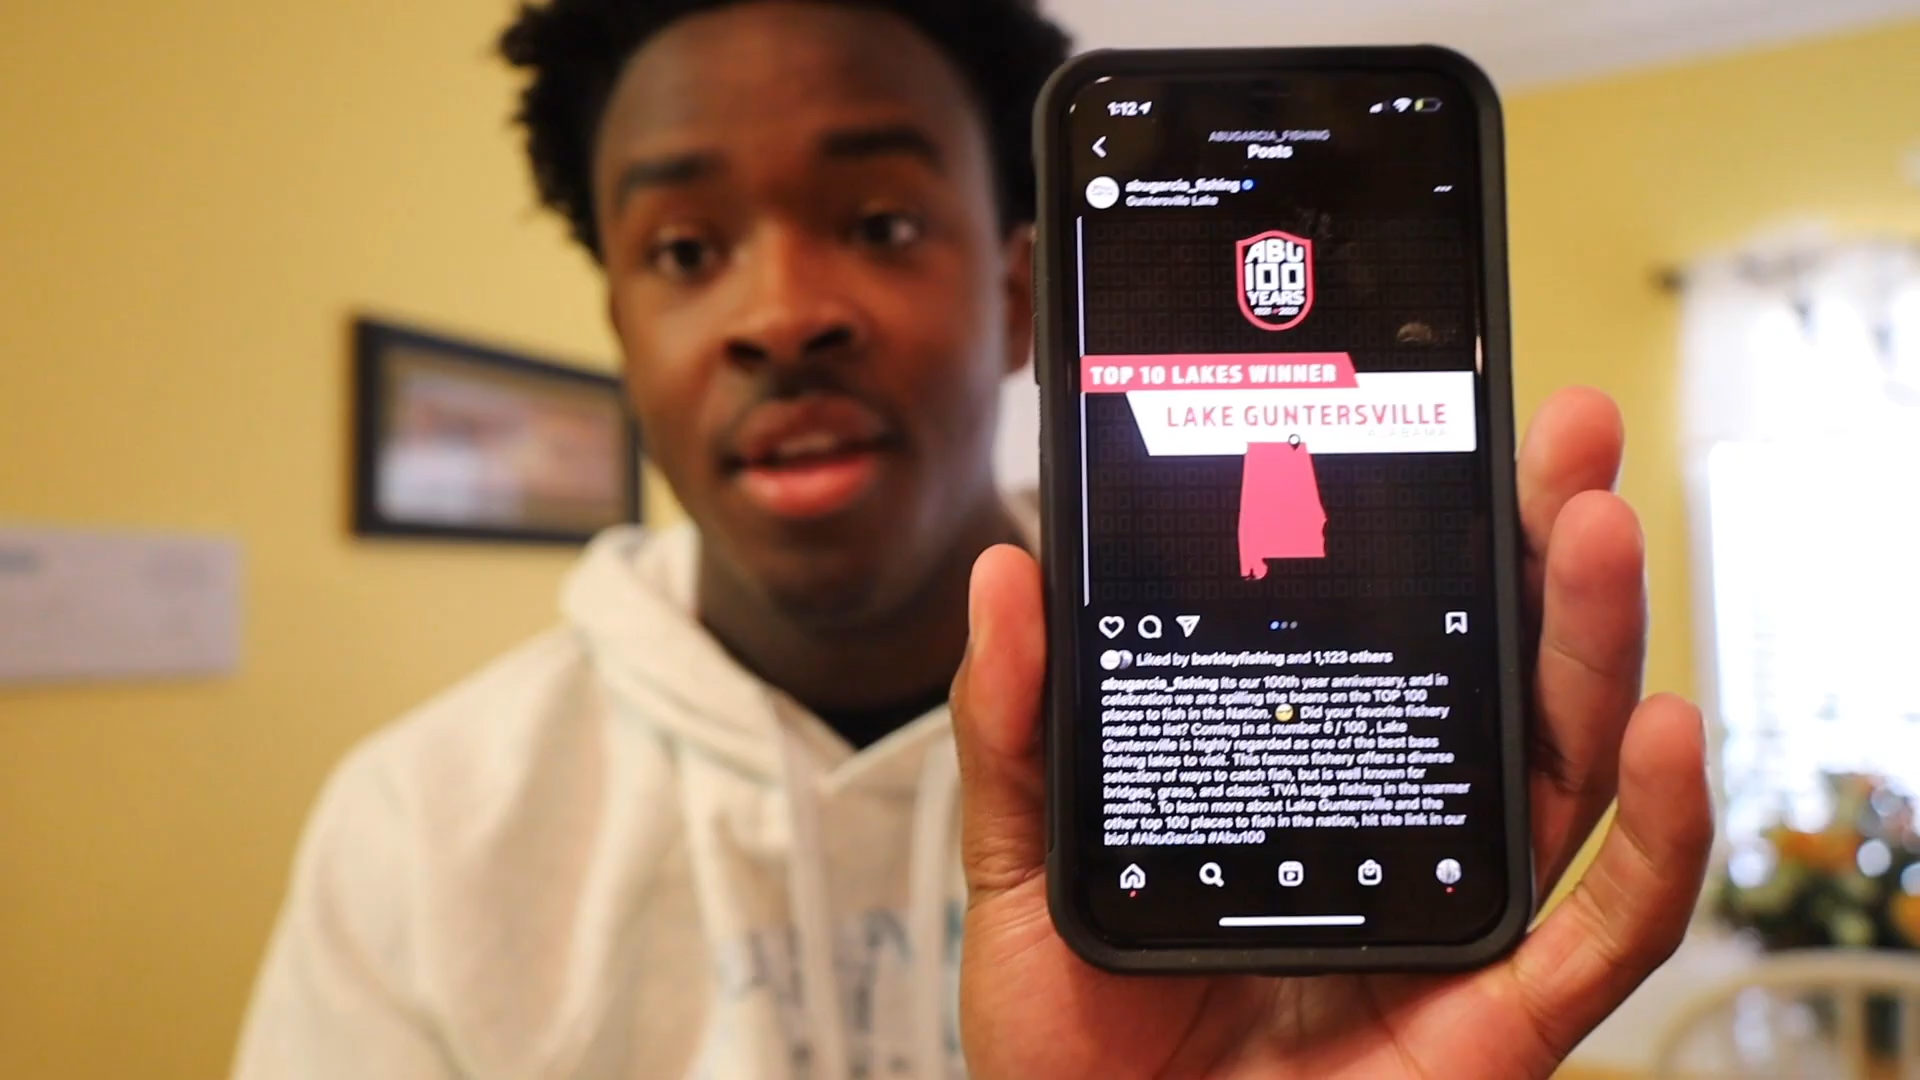 1:12
ABUGARCIA_FISHING
Posts
abugarcia_fishing
Guntersville Lake
ABU
100
YEARS
TOP 10 LAKES WINNER
LAKE GUNTERSVILLE
ALABAMA
Liked by berkleyfishing and 1,123 others
abugarcia_fishing Its our 100th year anniversary, and in
celebration we are spilling the beans on the TOP 100
places to fish in the Nation. 😎 Did your favorite fishery
make the list? Coming in at number 6 /100 , Lake
Guntersville is highly regarded as one of the best bass
fishing lakes to visit. This famous fishery offers a diverse
selection of ways to catch fish, but is well known for
bridges, grass, and classic TVA ledge fishing in the warmer
months. To learn more about Lake Guntersville and the
other top 100 places to fish in the nation, hit the link in our
bio! #AbuGarcia #Abu100